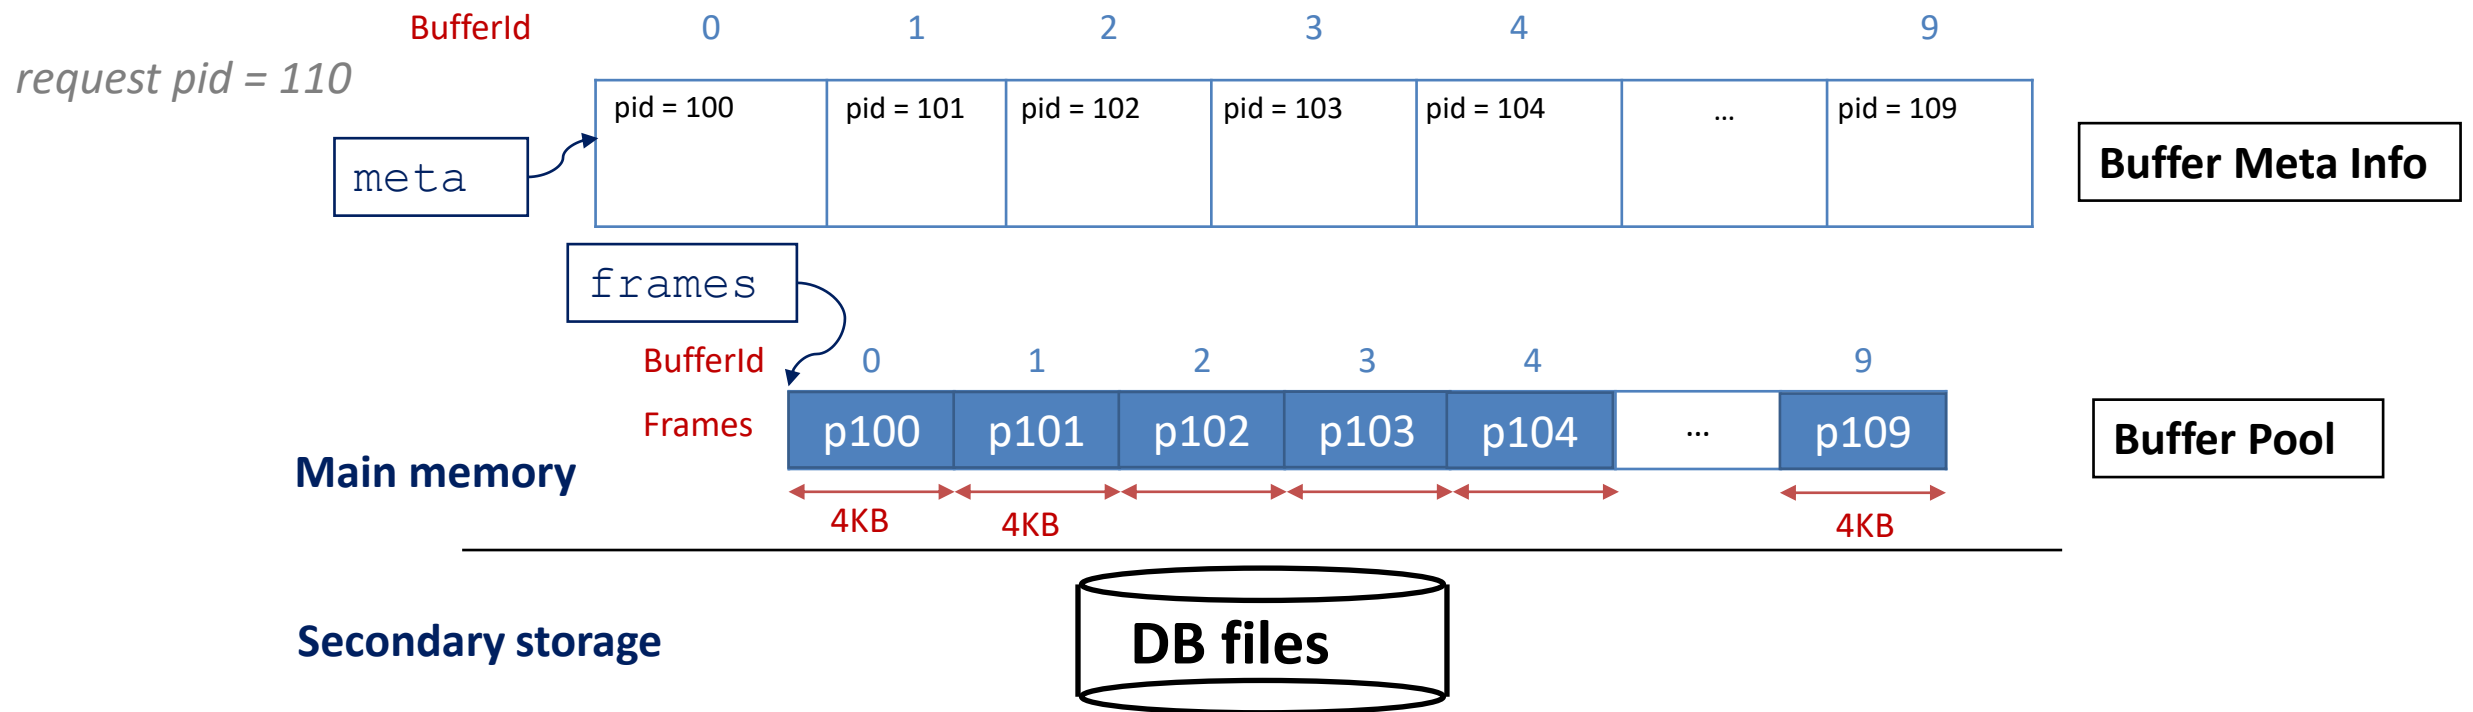 BufferId 0 1 2 3 4 9
request pid = 110
pid = 100 pid = 101 pid = 102 pid = 103 pid = 104 ... pid = 109
meta
Buffer Meta Info
frames
BufferId 0 1 2 3 4 9
Frames p100 p101 p102 p103 p104 ... p109
Buffer Pool
Main memory
4KB 4KB 4KB
Secondary storage
DB files